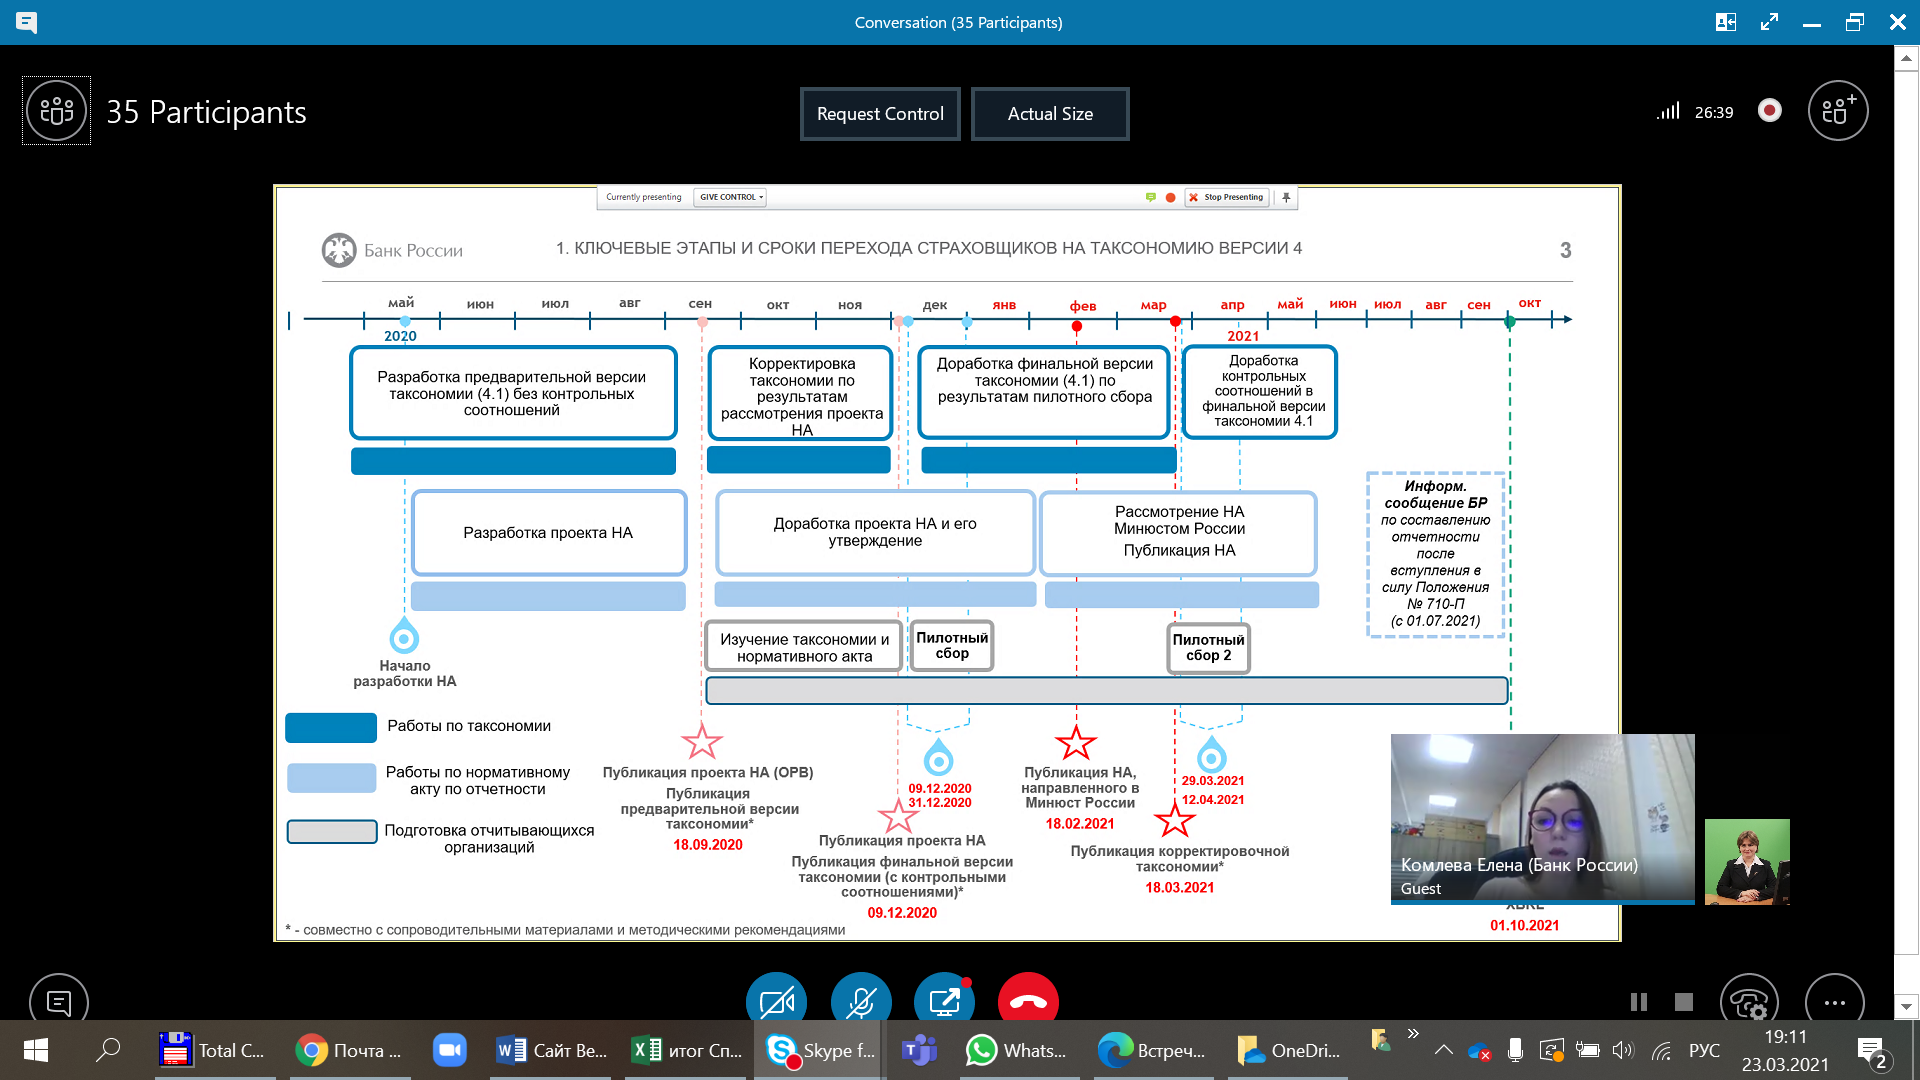 Conversation (35 Participants)
35 Participants
Request Control
Actual Size
26:39
Currently presenting
GIVE CONTROL
Stop Presenting
Банк России
1. КЛЮЧЕВЫЕ ЭТАПЫ И СРОКИ ПЕРЕХОДА СТРАХОВЩИКОВ НА ТАКСОНОМИЮ ВЕРСИИ 4
3
май июн июл авг сен окт ноя дек янв фев мар апр май июн июл авг сен окт
2020
2021
Разработка предварительной версии
таксономии (4.1) без контрольных
соотношений
Корректировка
таксономии по
результатам
рассмотрения проекта
НА
Доработка финальной версии
таксономии (4.1) по
результатам пилотного сбора
Доработка
контрольных
соотношений в
финальной версии
таксономии 4.1
Разработка проекта НА
Доработка проекта НА и его
утверждение
Рассмотрение НА
Минюстом России
Публикация НА
Информ.
сообщение БР
по составлению
отчетности
после
вступления в
силу Положения
№ 710-П
(с 01.07.2021)
Изучение таксономии и
нормативного акта
Пилотный
сбор
Пилотный
сбор 2
Начало
разработки НА
Работы по таксономии
Работы по нормативному
акту по отчетности
Подготовка отчитывающихся
организаций
Публикация проекта НА (ОРВ)
Публикация
предварительной версии
таксономии*
18.09.2020
09.12.2020
31.12.2020
Публикация проекта НА
Публикация финальной версии
таксономии (с контрольными
соотношениями)*
09.12.2020
Публикация НА,
направленного в
Минюст России
18.02.2021
29.03.2021
12.04.2021
Публикация корректировочной
таксономии*
18.03.2021
Комлева Елена (Банк России)
Guest
XBRL
01.10.2021
* - совместно с сопроводительными материалами и методическими рекомендациями
Total C...
Почта ...
Сайт Ве...
итог Сп...
Skype f...
Whats...
Встреч...
OneDri...
РУС
19:11
23.03.2021
2